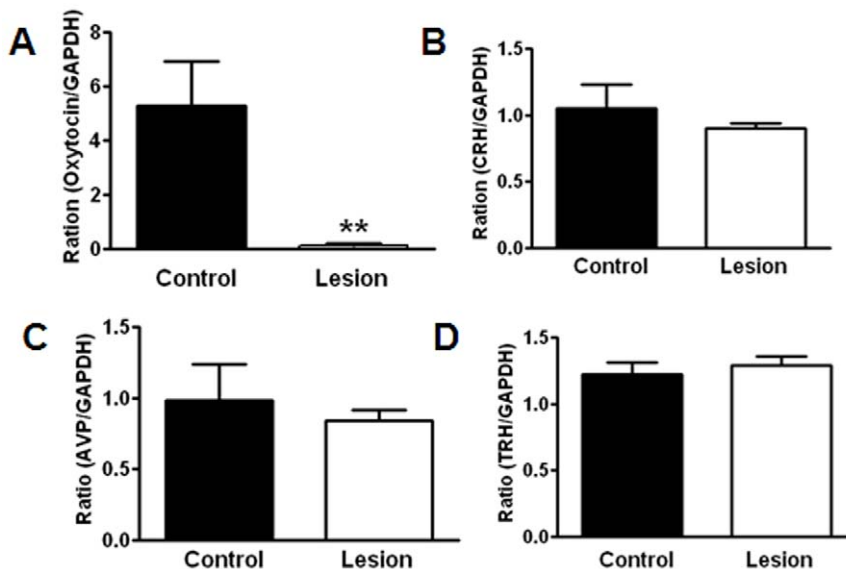 A
Ration (Oxytocin/GAPDH)
8
6
4
2
0
**
Control Lesion
B
Ration (CRH/GAPDH)
1.5
1.0
0.5
0.0
Control Lesion
C
Ratio (AVP/GAPDH)
1.5
1.0
0.5
0.0
Control Lesion
D
Ratio (TRH/GAPDH)
1.5
1.0
0.5
0.0
Control Lesion